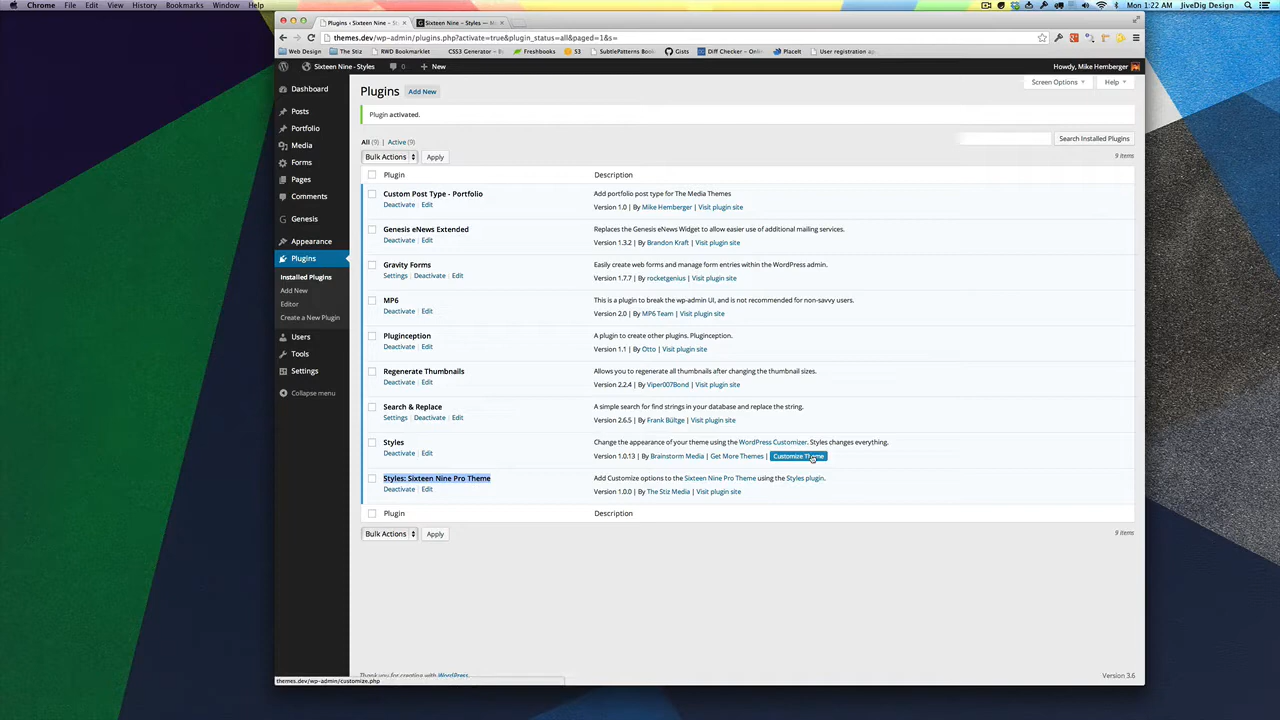 Chrome File Edit View History Bookmarks Window Help Mon 1:22 AM JiveDig Design
Plugins ‹ Sixteen Nine - S... Sixteen Nine - Styles — M...
themes.dev/wp-admin/plugins.php?activate=true&plugin_status=all&paged=1&s=
Web Design The Stiz RWD Bookmarklet CSS3 Generator Freshbooks 53 SubtlePatterns Bookm Gists Diff Checker - Onlin PlaceIt User registration
Sixteen Nine - Styles 0 New Howdy, Mike Hemberger
Screen Options Help
Dashboard
Posts
Portfolio
Media
Forms
Pages
Comments
Genesis
Appearance
Plugins
Installed Plugins
Add New
Editor
Create a New Plugin
Users
Tools
Settings
Collapse menu
Plugins Add New
Plugin activated.
All (9) | Active (9) Search Installed Plugins
Bulk Actions Apply 9 items
Plugin Description
Custom Post Type - Portfolio Add portfolio post type for The Media Themes
Deactivate | Edit Version 1.0 | By Mike Hemberger | Visit plugin site
Genesis eNews Extended Replaces the Genesis eNews Widget to allow easier use of additional mailing services.
Deactivate | Edit Version 1.3.2 | By Brandon Kraft | Visit plugin site
Gravity Forms Easily create web forms and manage form entries within the WordPress admin.
Settings | Deactivate | Edit Version 1.7.7 | By rocketgenius | Visit plugin site
MP6 This is a plugin to break the wp-admin UI, and is not recommended for non-savvy users.
Deactivate | Edit Version 2.0 | By MP6 Team | Visit plugin site
Pluginception A plugin to create other plugins. Pluginception.
Deactivate | Edit Version 1.1 | By Otto | Visit plugin site
Regenerate Thumbnails Allows you to regenerate all thumbnails after changing the thumbnail sizes.
Deactivate | Edit Version 2.2.4 | By Viper007Bond | Visit plugin site
Search & Replace A simple search for find strings in your database and replace the string.
Settings | Deactivate | Edit Version 2.6.5 | By Frank Bültge | Visit plugin site
Styles Change the appearance of your theme using the WordPress Customizer. Styles changes everything.
Deactivate | Edit Version 1.0.13 | By Brainstorm Media | Get More Themes | Customize Theme
Styles: Sixteen Nine Pro Theme Add Customize options to the Sixteen Nine Pro Theme using the Styles plugin.
Deactivate | Edit Version 1.0.0 | By The Stiz Media | Visit plugin site
Plugin Description
Bulk Actions Apply 9 items
Thank you for creating with WordPress Version 3.6
themes.dev/wp-admin/customize.php